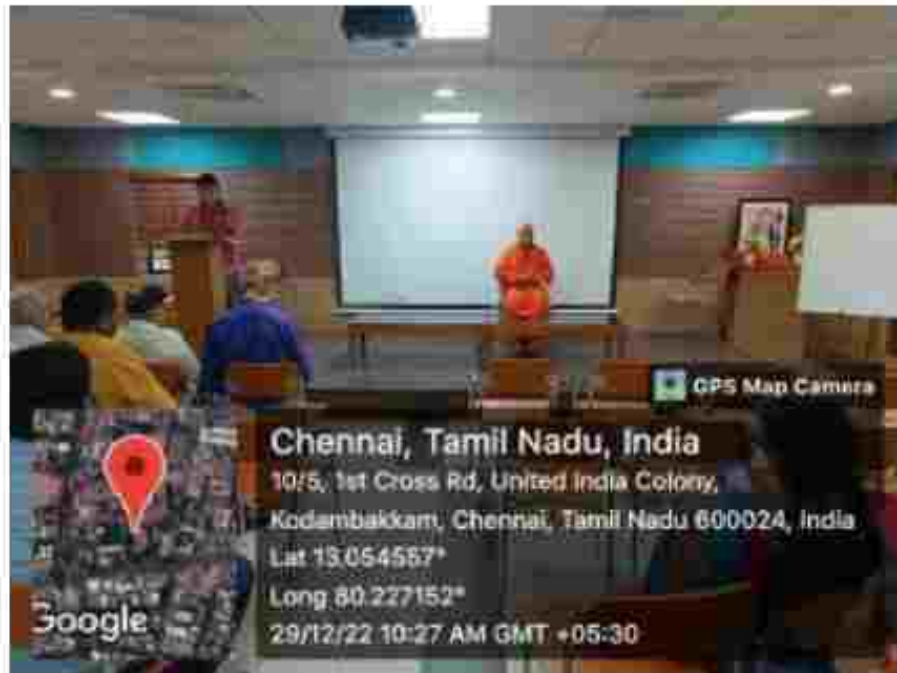 GPS Map Camera
Chennai, Tamil Nadu, India
10/5, 1st Cross Rd, United India Colony,
Kodambakkam, Chennai, Tamil Nadu 600024, India
Lat 13.054557°
Long 80.227152°
29/12/22 10:27 AM GMT +05:30
Google